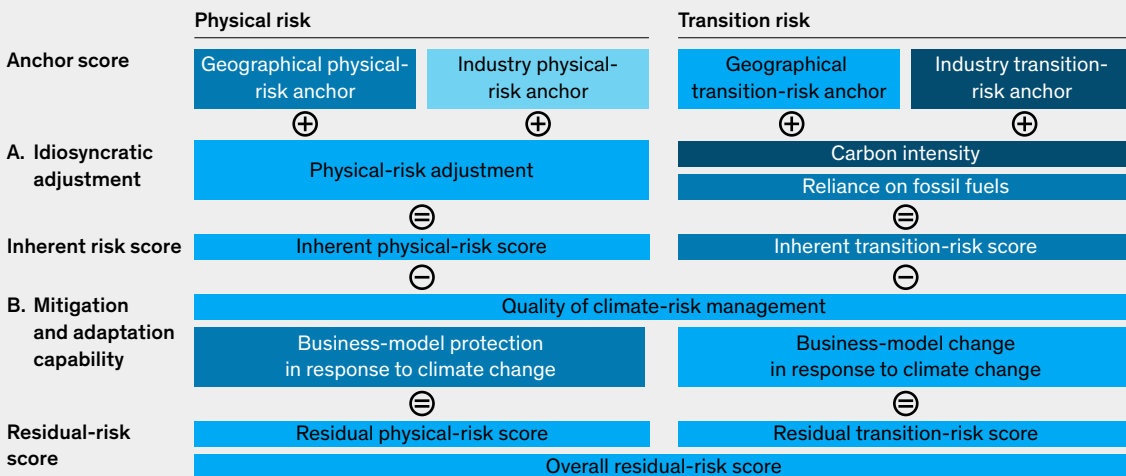 Physical risk
Transition risk
Anchor score
Geographical physical-
risk anchor
Industry physical-
risk anchor
Geographical
transition-risk anchor
Industry transition-
risk anchor
+
+
+
+
A. Idiosyncratic
adjustment
Physical-risk adjustment
Carbon intensity
Reliance on fossil fuels
=
=
Inherent risk score
Inherent physical-risk score
Inherent transition-risk score
−
−
B. Mitigation
and adaptation
capability
Quality of climate-risk management
Business-model protection
in response to climate change
Business-model change
in response to climate change
=
=
Residual-risk
score
Residual physical-risk score
Residual transition-risk score
Overall residual-risk score